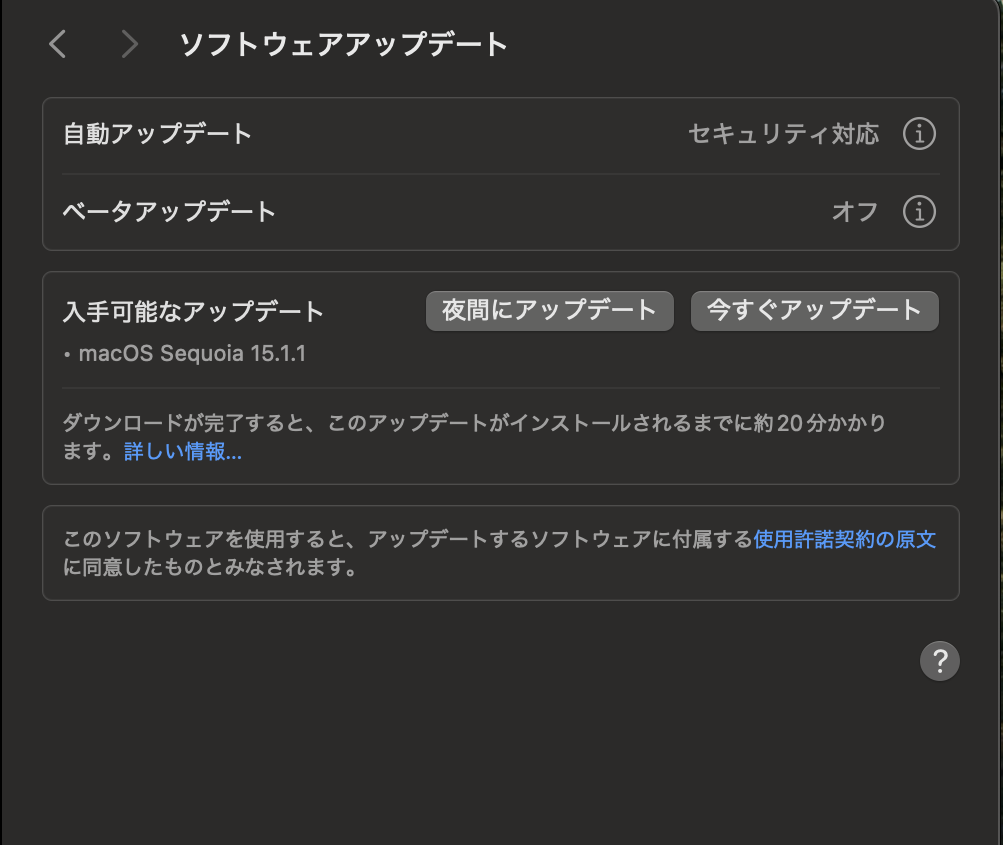 ソフトウェアアップデート
自動アップデート セキュリティ対応
ベータアップデート オフ
入手可能なアップデート 夜間にアップデート 今すぐアップデート
• macOS Sequoia 15.1.1
ダウンロードが完了すると、このアップデートがインストールされるまでに約20分かかり
ます。詳しい情報...
このソフトウェアを使用すると、アップデートするソフトウェアに付属する使用許諾契約の原文
に同意したものとみなされます。
?